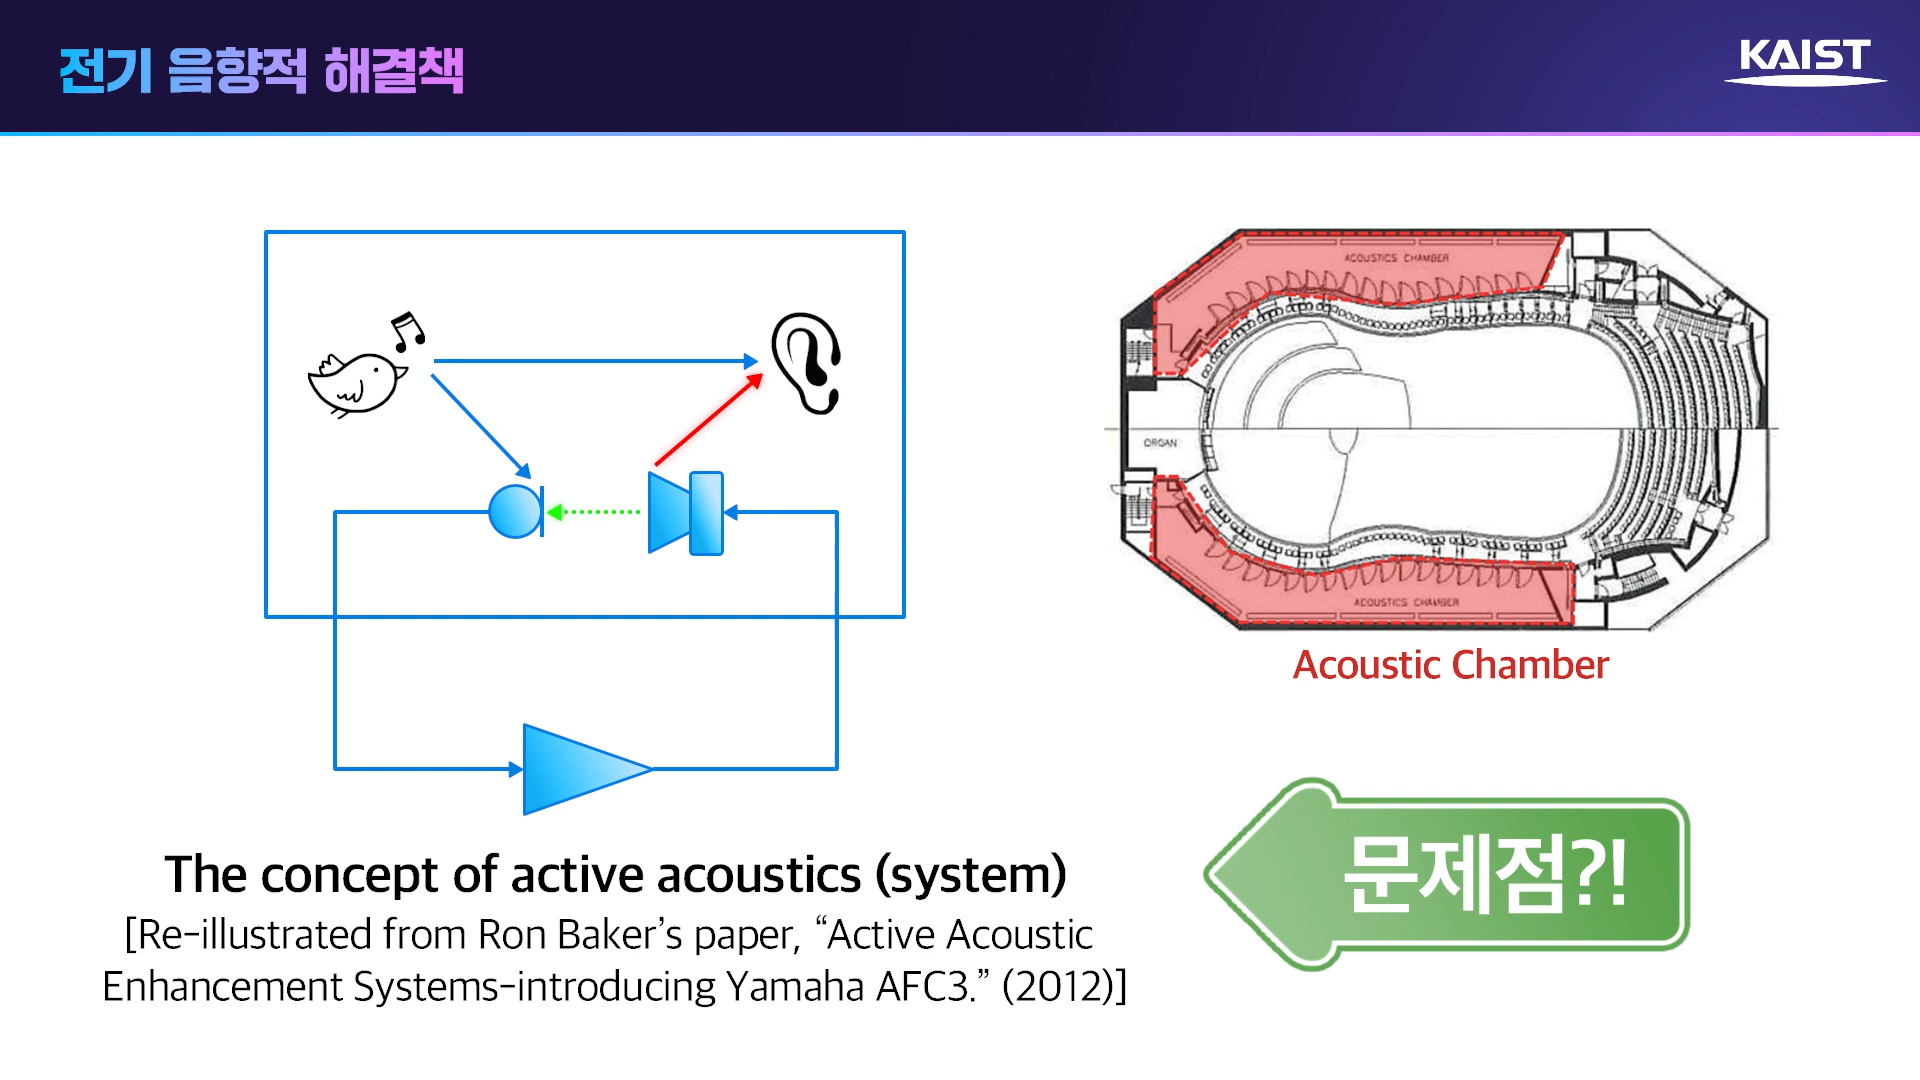 전기 음향적 해결책
KAIST
ACOUSTICS CHAMBER
ORGAN
ACOUSTICS CHAMBER
Acoustic Chamber
문제점?!
The concept of active acoustics (system)
[Re-illustrated from Ron Baker’s paper, “Active Acoustic
Enhancement Systems-introducing Yamaha AFC3.” (2012)]